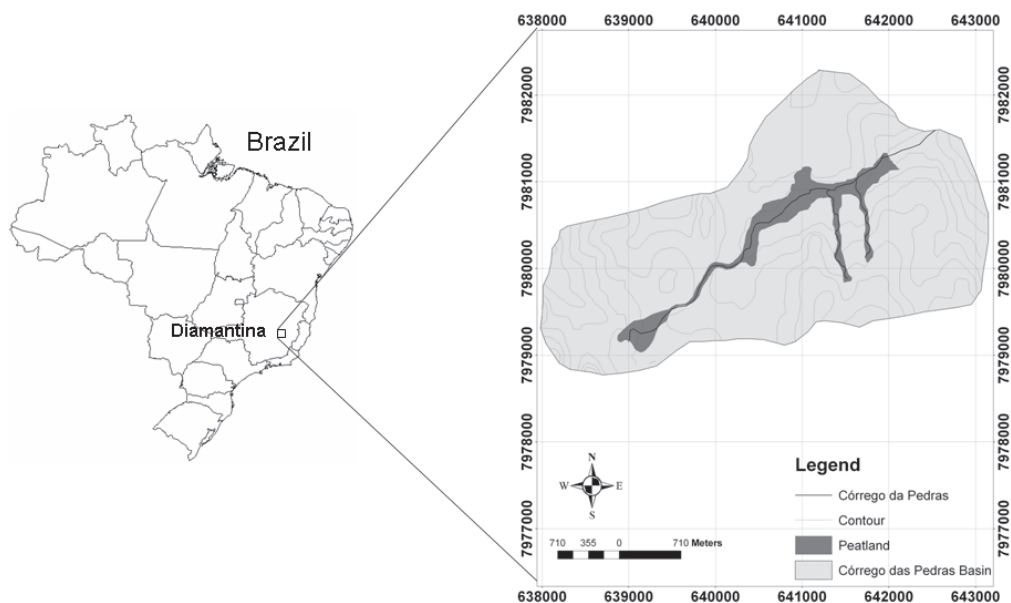 Brazil
Diamantina
638000 639000 640000 641000 642000 643000
7982000
7981000
7980000
7979000
7978000
7977000
7982000
7981000
7980000
7979000
7978000
7977000
N
W E
S
710 355 0 710 Meters
Legend
Córrego da Pedras
Contour
Peatland
Córrego das Pedras Basin
638000 639000 640000 641000 642000 643000